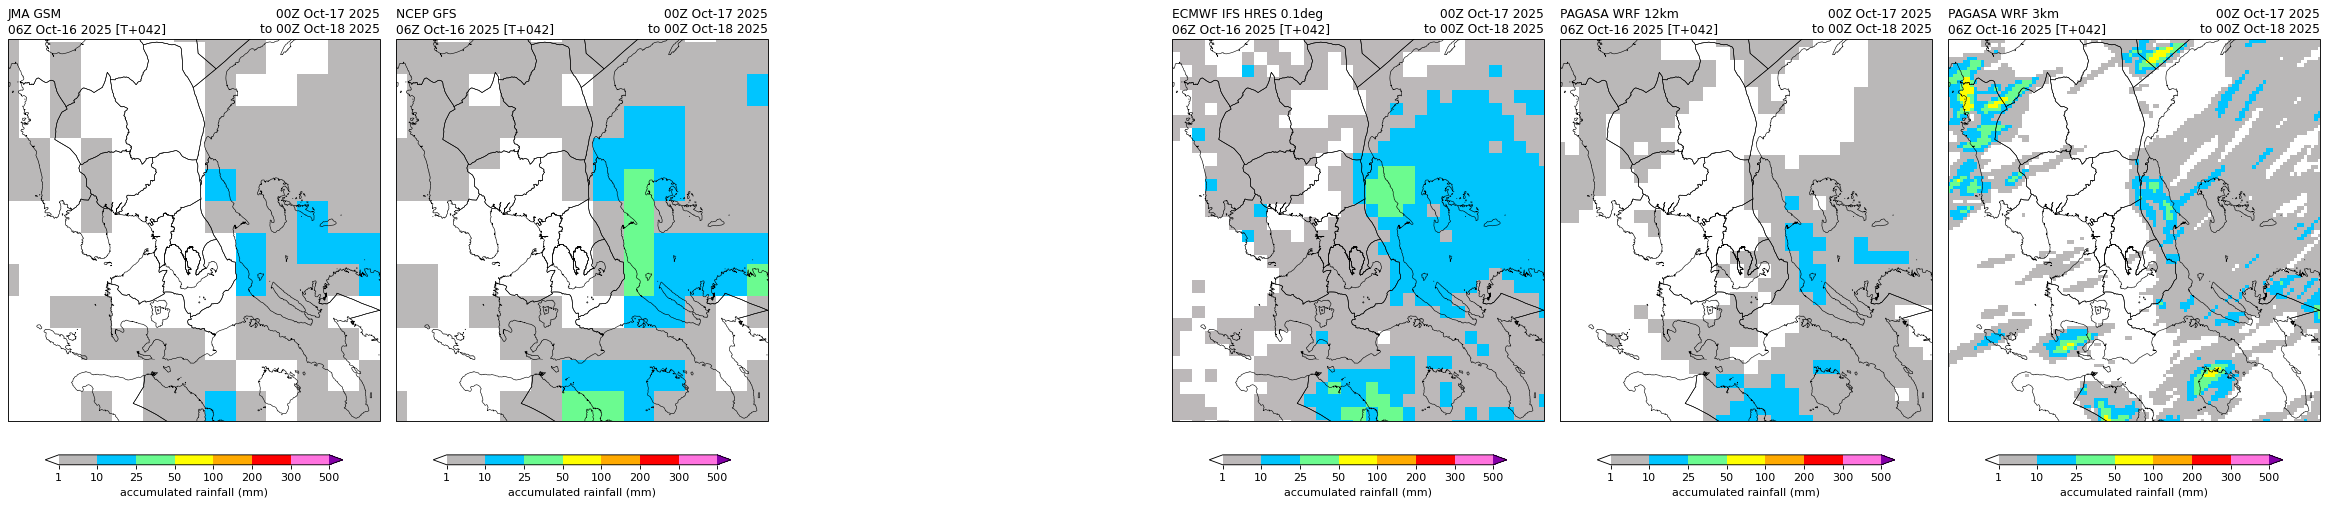 JMA GSM
00Z Oct-17 2025
06Z Oct-16 2025 [T+042]
to 00Z Oct-18 2025
1 10 25 50 100 200 300 500
accumulated rainfall (mm)
NCEP GFS
00Z Oct-17 2025
06Z Oct-16 2025 [T+042]
to 00Z Oct-18 2025
1 10 25 50 100 200 300 500
accumulated rainfall (mm)
ECMWF IFS HRES 0.1deg
00Z Oct-17 2025
06Z Oct-16 2025 [T+042]
to 00Z Oct-18 2025
1 10 25 50 100 200 300 500
accumulated rainfall (mm)
PAGASA WRF 12km
00Z Oct-17 2025
06Z Oct-16 2025 [T+042]
to 00Z Oct-18 2025
1 10 25 50 100 200 300 500
accumulated rainfall (mm)
PAGASA WRF 3km
00Z Oct-17 2025
06Z Oct-16 2025 [T+042]
to 00Z Oct-18 2025
1 10 25 50 100 200 300 500
accumulated rainfall (mm)